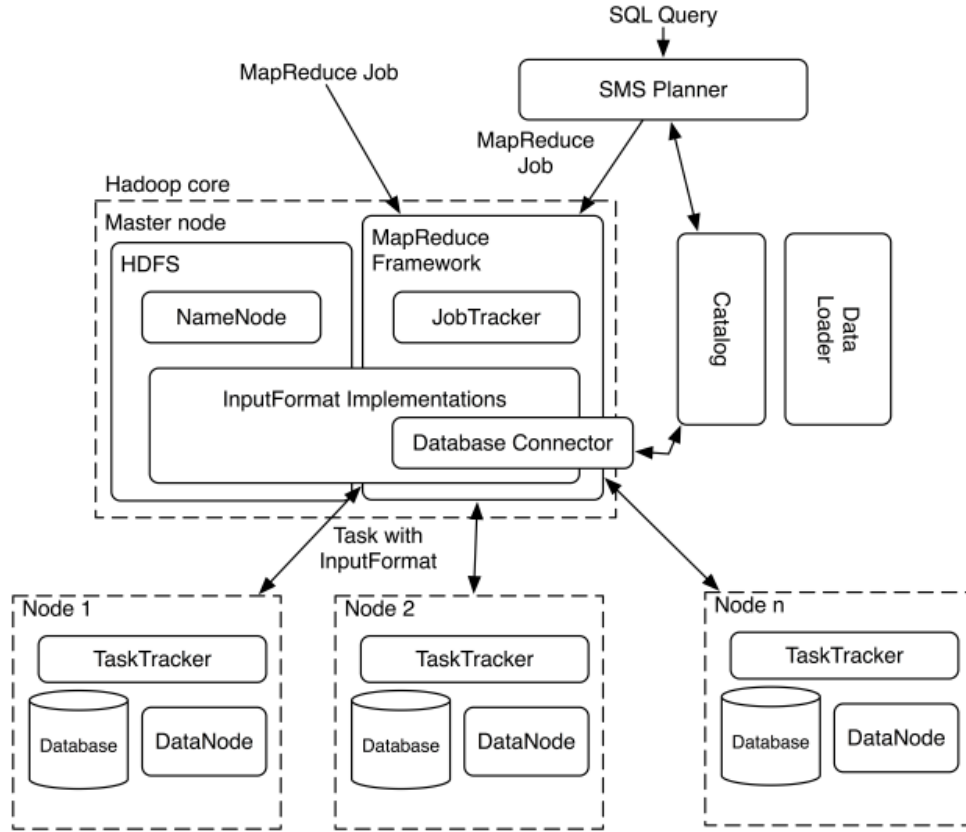 SQL Query
SMS Planner
MapReduce Job
MapReduce
Job
Hadoop core
Master node
HDFS
NameNode
MapReduce
Framework
JobTracker
InputFormat Implementations
Database Connector
Catalog
Data
Loader
Task with
InputFormat
Node 1
TaskTracker
Database
DataNode
Node 2
TaskTracker
Database
DataNode
Node n
TaskTracker
Database
DataNode